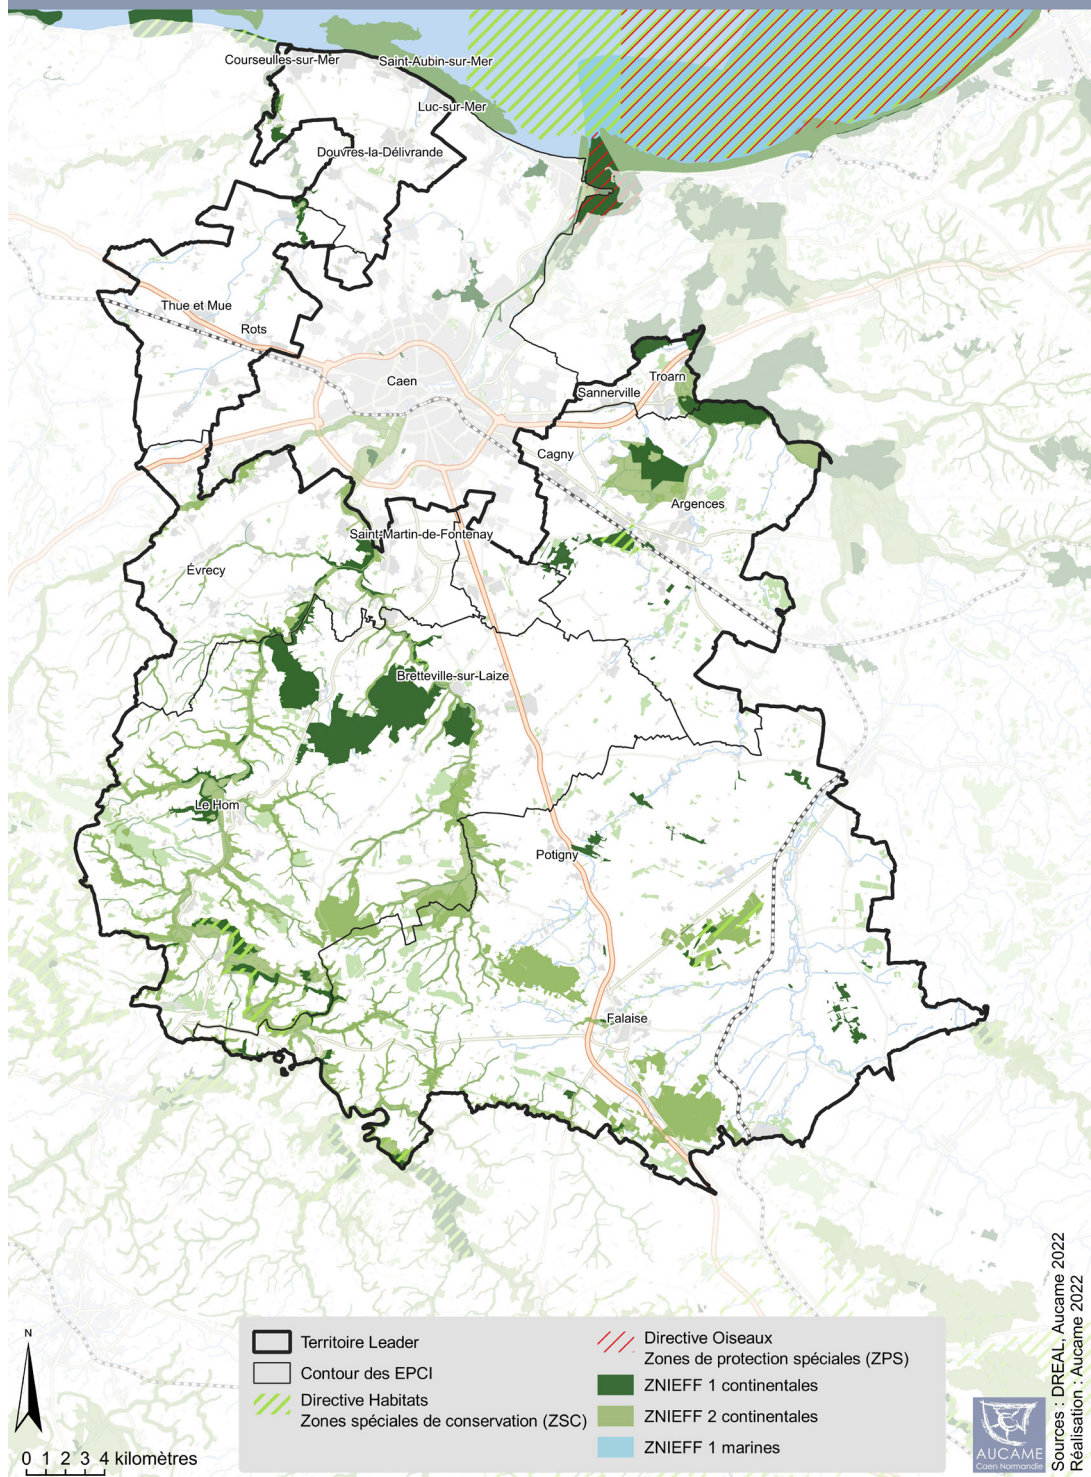 Courseulles-sur-Mer
Saint-Aubin-sur-Mer
Luc-sur-Mer
Douvres-la-Délivrande
Thue et Mue
Rots
Caen
Troarn
Sannerville
Cagny
Argences
Saint-Martin-de-Fontenay
Évrecy
Bretteville-sur-Laize
Le Hom
Potigny
Falaise
N
0 1 2 3 4 kilomètres
Territoire Leader
Contour des EPCI
Directive Habitats
Zones spéciales de conservation (ZSC)
Directive Oiseaux
Zones de protection spéciales (ZPS)
ZNIEFF 1 continentales
ZNIEFF 2 continentales
ZNIEFF 1 marines
AUCAME
Caen Normandie
Sources : DREAL, Aucame 2022
Réalisation : Aucame 2022